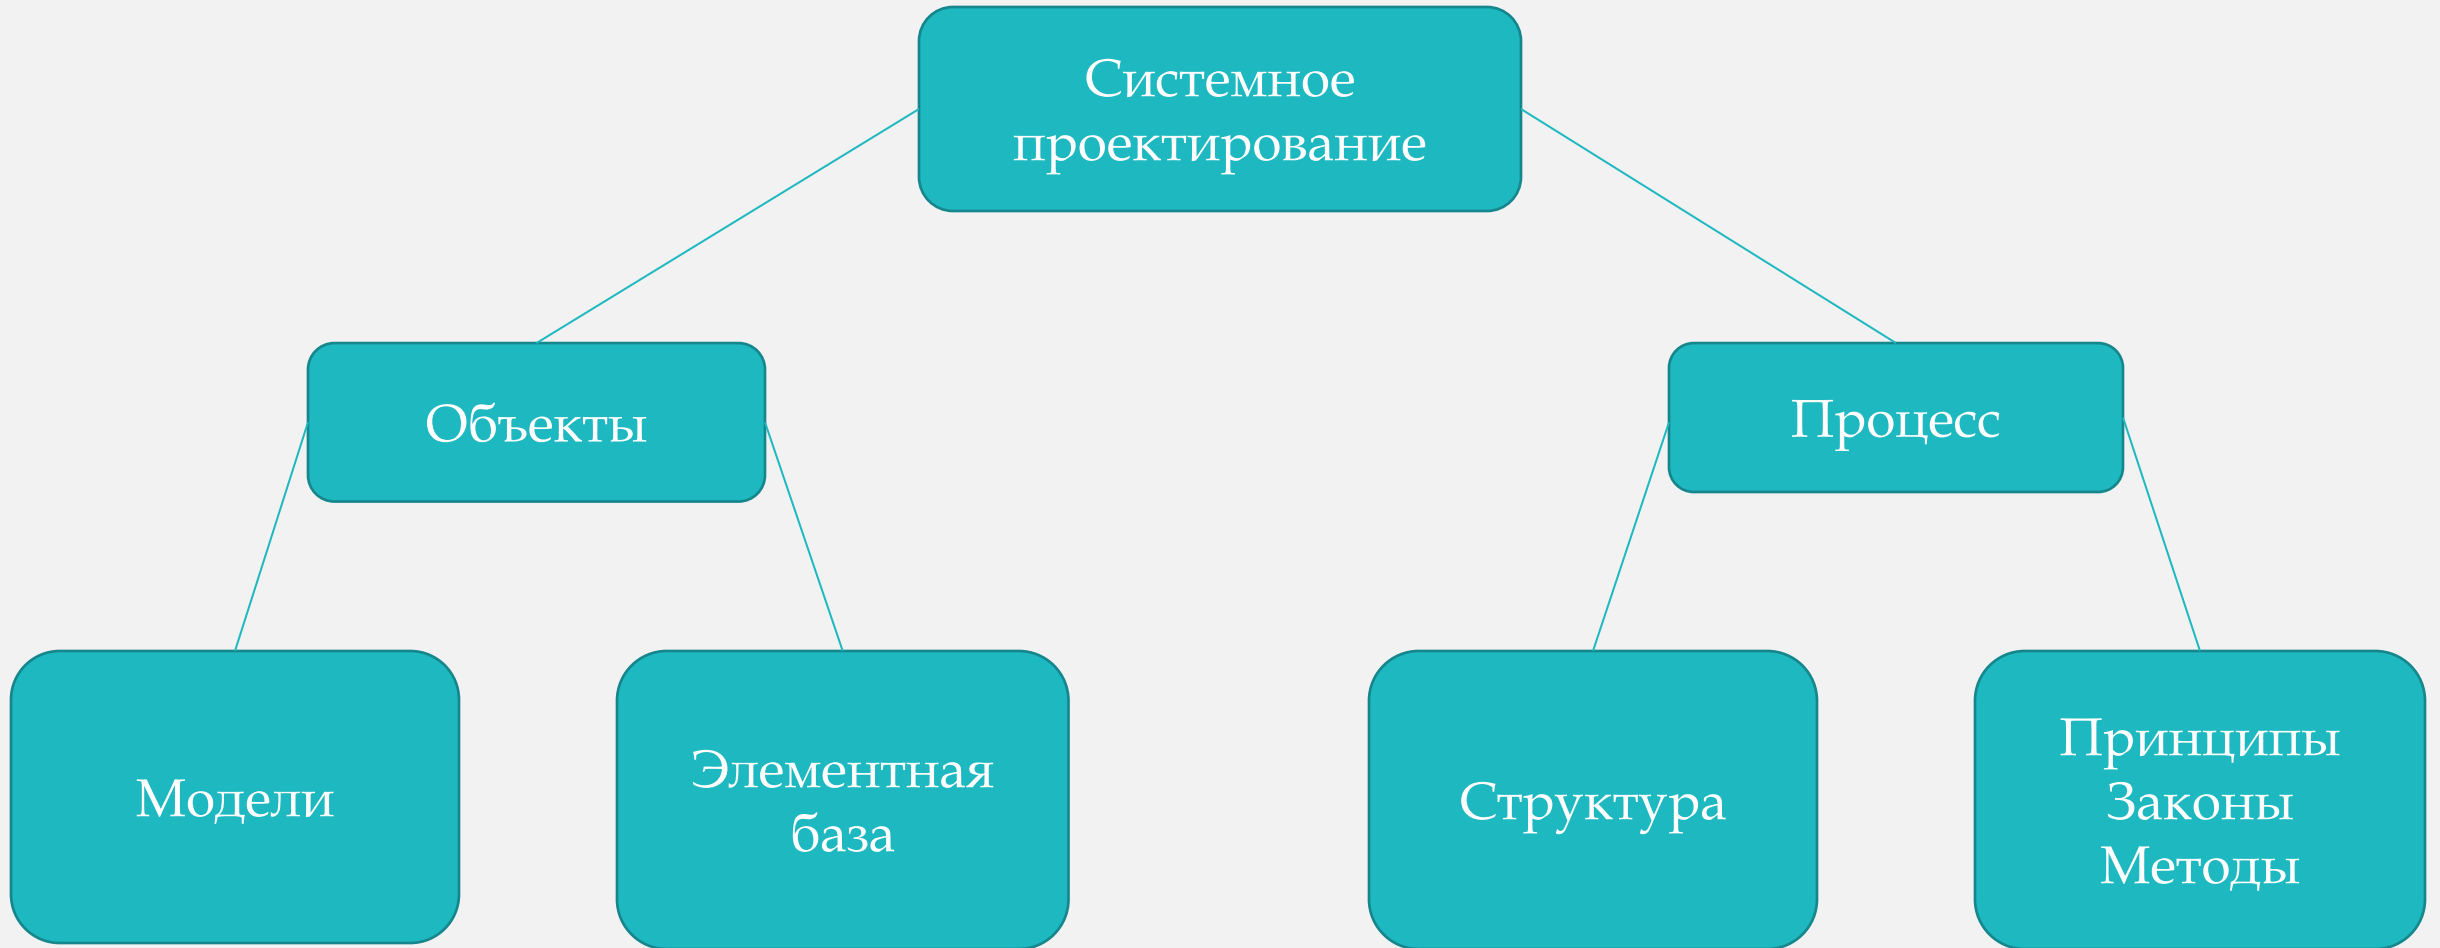 Системное
проектирование
Объекты
Процесс
Модели
Элементная
база
Структура
Принципы
Законы
Методы